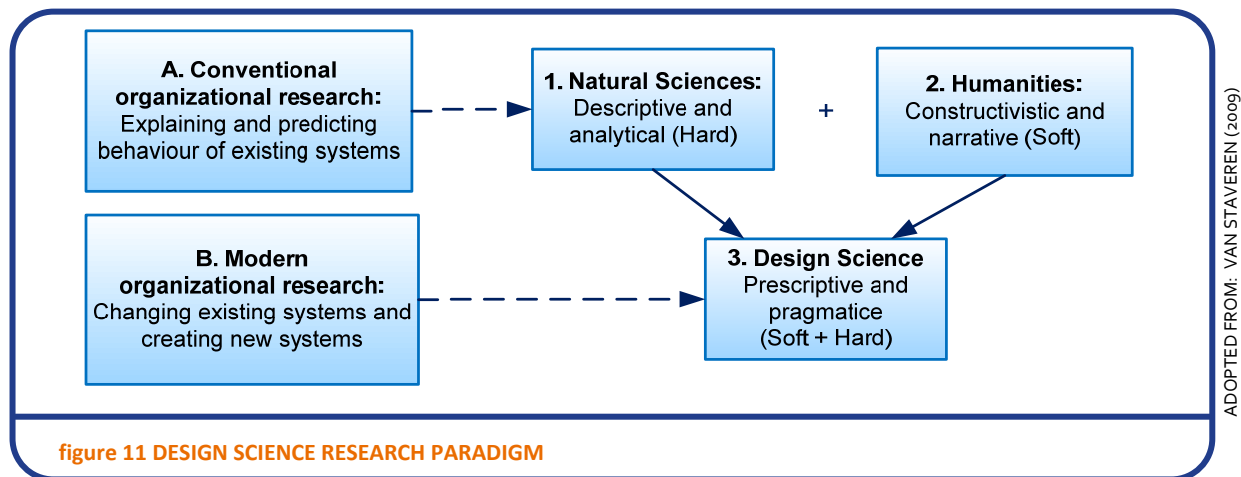 A. Conventional
organizational research:
Explaining and predicting
behaviour of existing systems
1. Natural Sciences:
Descriptive and
analytical (Hard)
+
2. Humanities:
Constructivistic and
narrative (Soft)
B. Modern
organizational research:
Changing existing systems and
creating new systems
3. Design Science
Prescriptive and
pragmatice
(Soft + Hard)
ADOPTED FROM: VAN STAVEREN (2009)
figure 11 DESIGN SCIENCE RESEARCH PARADIGM